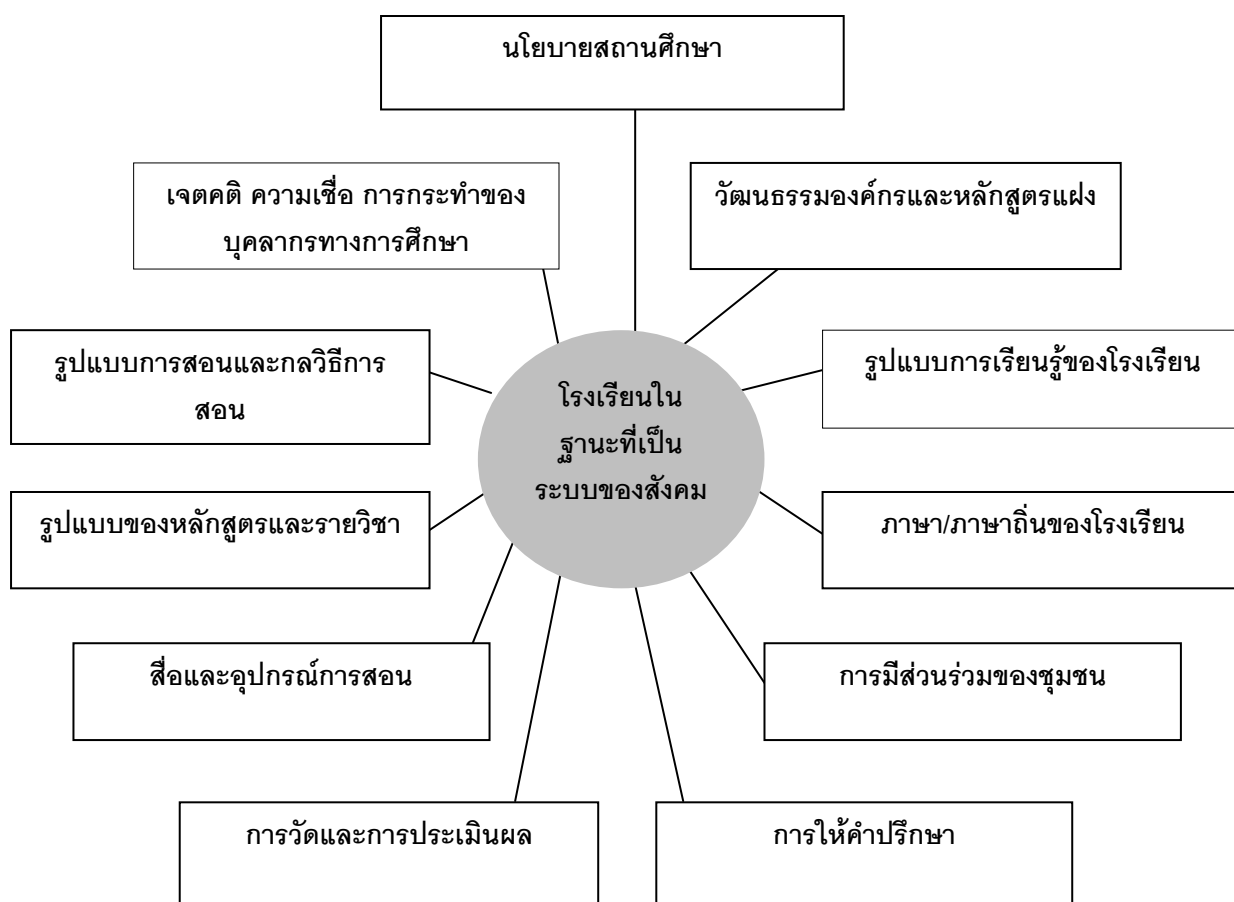 นโยบายสถานศึกษา
เจตคติ ความเชื่อ การกระทำของ
บุคลากรทางการศึกษา
วัฒนธรรมองค์กรและหลักสูตรแฝง
รูปแบบการสอนและกลวิธีการ
สอน
รูปแบบการเรียนรู้ของโรงเรียน
โรงเรียนใน
ฐานะที่เป็น
ระบบของสังคม
รูปแบบของหลักสูตรและรายวิชา
ภาษา/ภาษาถิ่นของโรงเรียน
สื่อและอุปกรณ์การสอน
การมีส่วนร่วมของชุมชน
การวัดและการประเมินผล
การให้คำปรึกษา